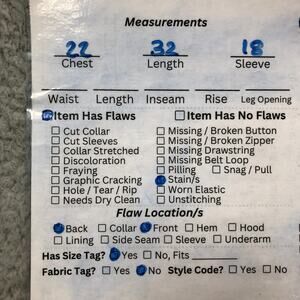 Measurements
22 32 18
Chest Length Sleeve
Waist Length Inseam Rise Leg Opening
Item Has Flaws Item Has No Flaws
Cut Collar Missing / Broken Button
Cut Sleeves Missing / Broken Zipper
Collar Stretched Missing Drawstring
Discoloration Missing Belt Loop
Fraying Pilling Snag / Pull
Graphic Cracking Stain/s
Hole / Tear / Rip Worn Elastic
Needs Dry Clean Unstitching
Flaw Location/s
Back Collar Front Hem Hood
Lining Side Seam Sleeve Underarm
Has Size Tag? Yes No, Fits
Fabric Tag? Yes No Style Code? Yes No